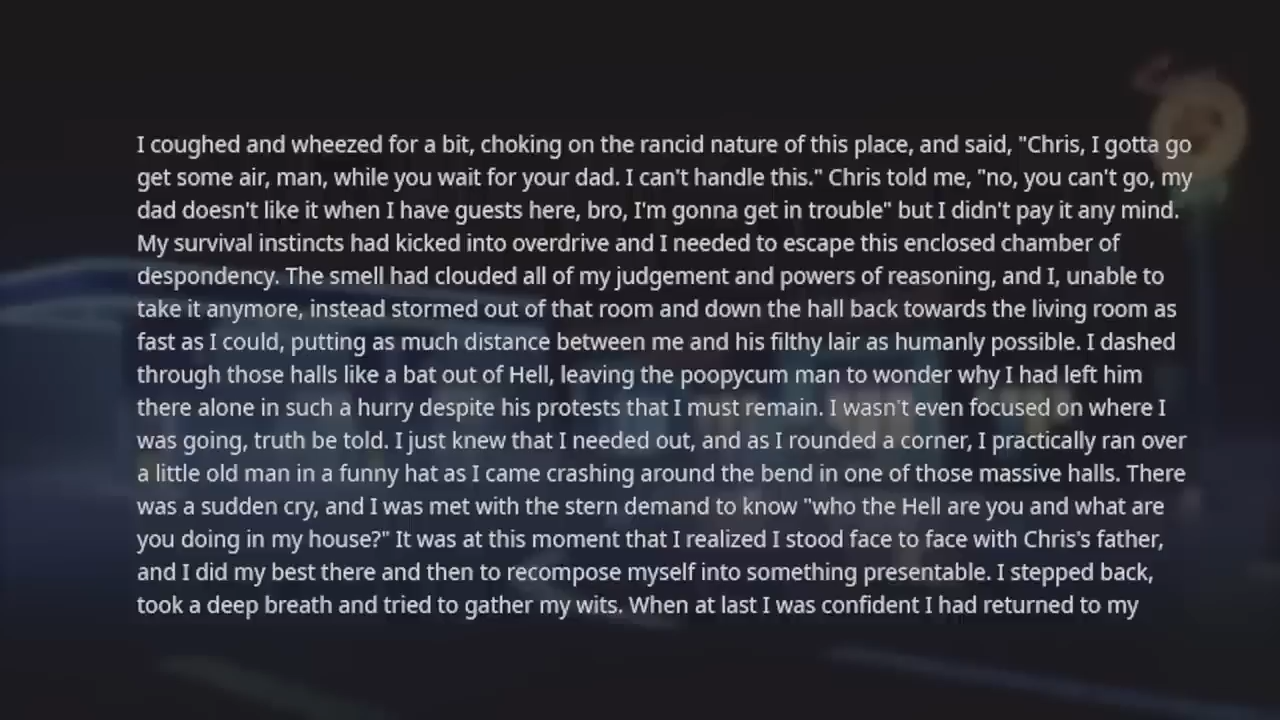 I coughed and wheezed for a bit, choking on the rancid nature of this place, and said, "Chris, I gotta go
get some air, man, while you wait for your dad. I can't handle this." Chris told me, "no, you can't go, my
dad doesn't like it when I have guests here, bro, I'm gonna get in trouble" but I didn't pay it any mind.
My survival instincts had kicked into overdrive and I needed to escape this enclosed chamber of
despondency. The smell had clouded all of my judgement and powers of reasoning, and I, unable to
take it anymore, instead stormed out of that room and down the hall back towards the living room as
fast as I could, putting as much distance between me and his filthy lair as humanly possible. I dashed
through those halls like a bat out of Hell, leaving the poopycum man to wonder why I had left him
there alone in such a hurry despite his protests that I must remain. I wasn't even focused on where I
was going, truth be told. I just knew that I needed out, and as I rounded a corner, I practically ran over
a little old man in a funny hat as I came crashing around the bend in one of those massive halls. There
was a sudden cry, and I was met with the stern demand to know "who the Hell are you and what are
you doing in my house?" It was at this moment that I realized I stood face to face with Chris's father,
and I did my best there and then to recompose myself into something presentable. I stepped back,
took a deep breath and tried to gather my wits. When at last I was confident I had returned to my